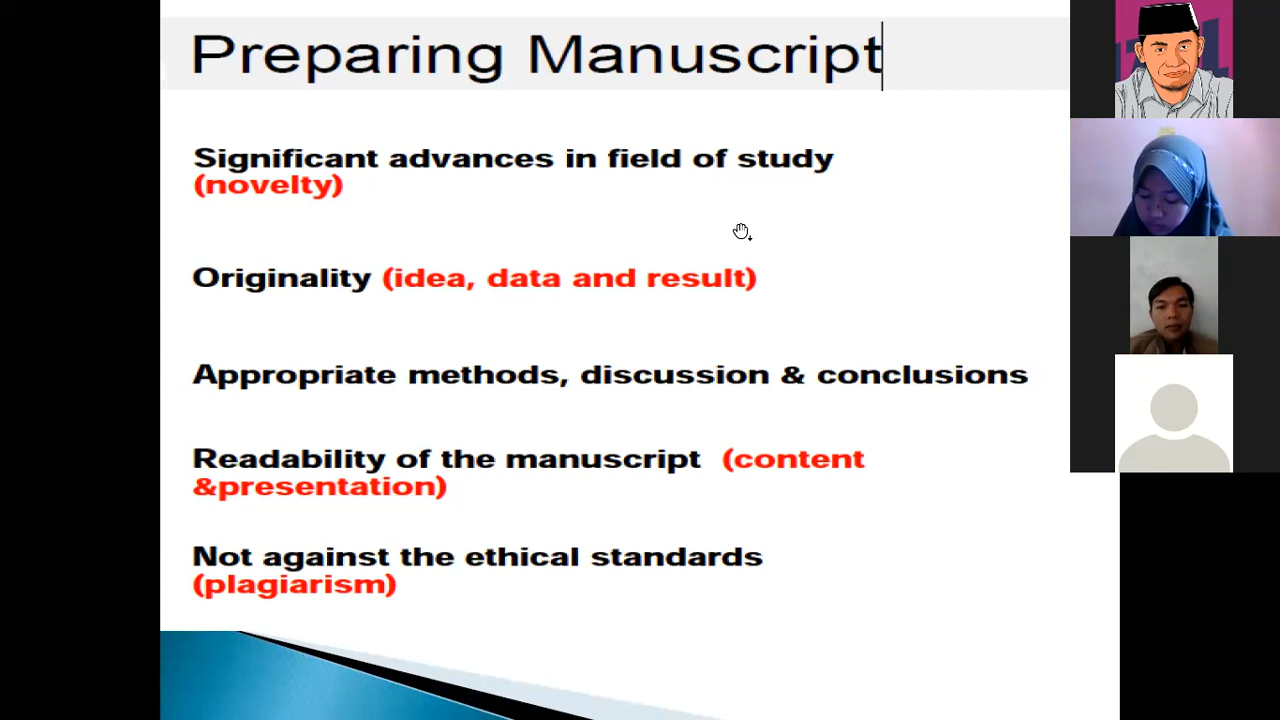 Preparing Manuscript
Significant advances in field of study
(novelty)
Originality (idea, data and result)
Appropriate methods, discussion & conclusions
Readability of the manuscript (content
&presentation)
Not against the ethical standards
(plagiarism)